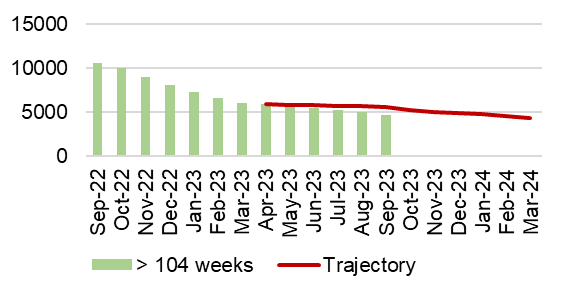 15000
10000
5000
0
Sep-22
Oct-22
Nov-22
Dec-22
Jan-23
Feb-23
Mar-23
Apr-23
May-23
Jun-23
Jul-23
Aug-23
Sep-23
Oct-23
Nov-23
Dec-23
Jan-24
Feb-24
Mar-24
> 104 weeks Trajectory